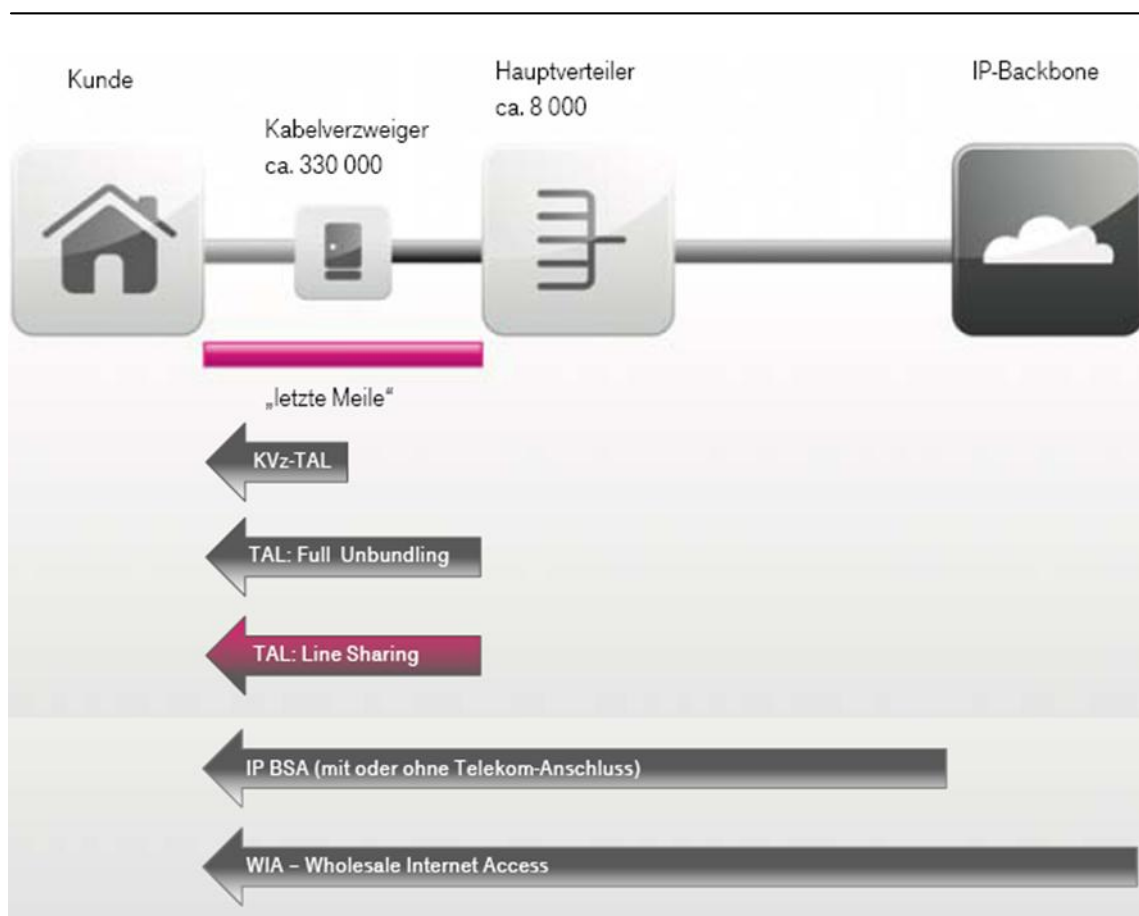 Kunde
Kabelverzweiger
ca. 330 000
Hauptverteiler
ca. 8 000
IP-Backbone
„letzte Meile“
KVz-TAL
TAL: Full Unbundling
TAL: Line Sharing
IP BSA (mit oder ohne Telekom-Anschluss)
WIA – Wholesale Internet Access